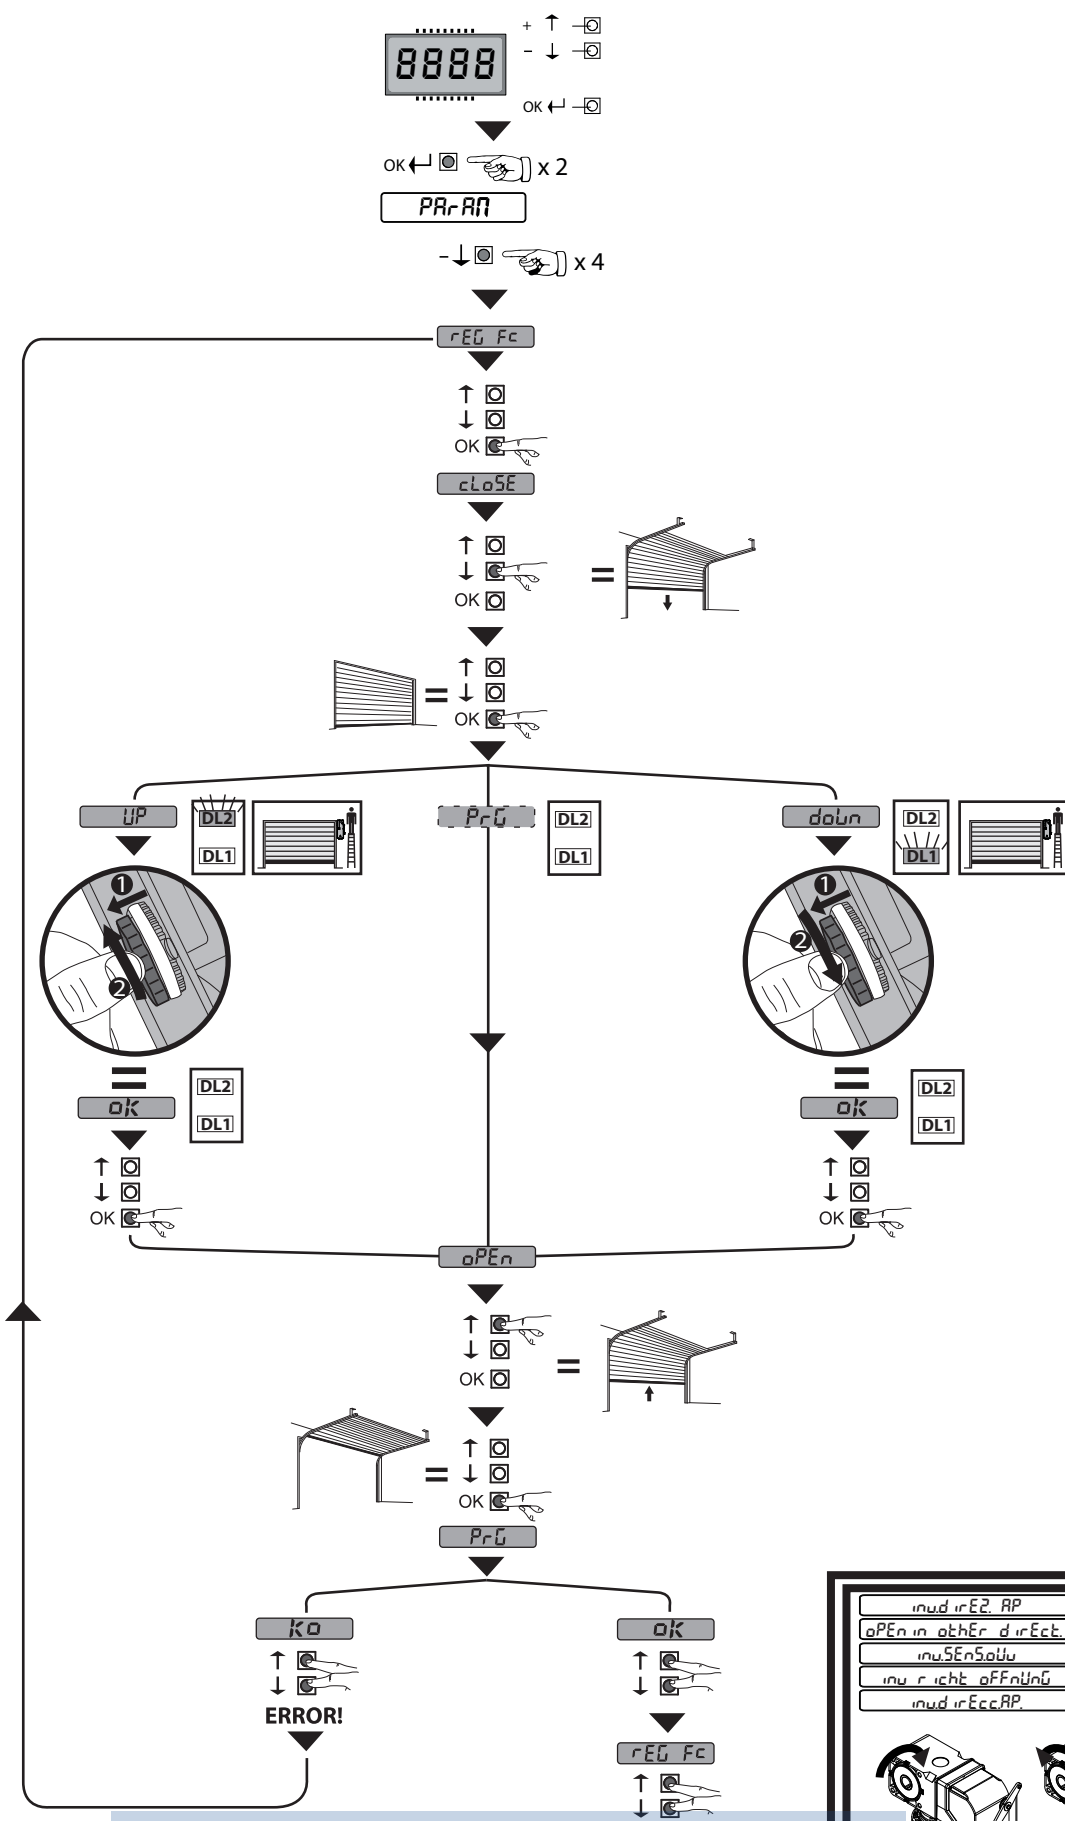 + ↑
8888
- ↓
OK ↵
OK ↵ x 2
PArAM
- ↓ x 4
rEG Fc
↑
↓
OK
cLoSE
↑
↓
OK
=
↑
= ↓
OK
UP
DL2
DL1
PrG
DL2
DL1
doWn
DL2
DL1
1
2
1
2
=
oK
DL2
DL1
=
oK
DL2
DL1
↑
↓
OK
↑
↓
OK
oPEn
↑
↓
OK
=
↑
= ↓
OK
PrG
Ko
↑
↓
ERROR!
oK
↑
↓
rEG Fc
↑
↓
inv.dirEZ. AP
oPEn in othEr dirEct.
inv.SEnS.oUv
inv richt oFFnUnG
inv.dirEcc.AP.